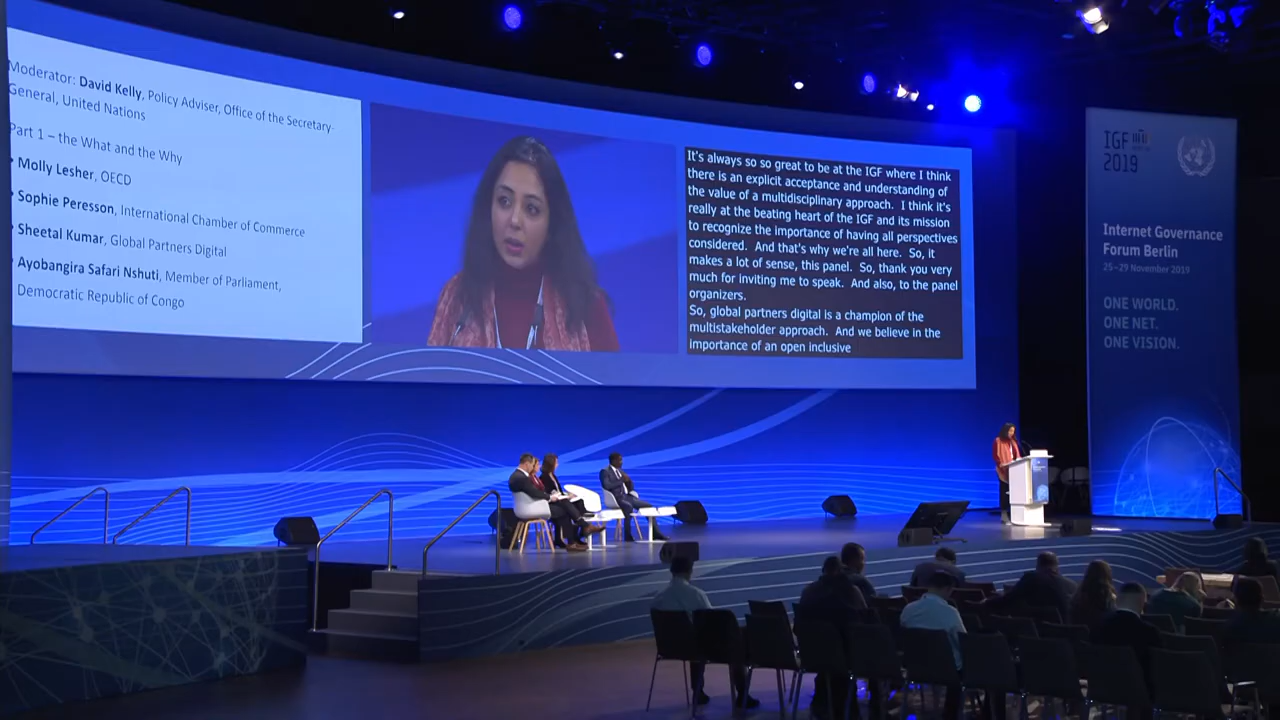 Moderator: David Kelly, Policy Adviser, Office of the Secretary-
General, United Nations
Part 1 – the What and the Why
• Molly Lesher, OECD
• Sophie Peresson, International Chamber of Commerce
• Sheetal Kumar, Global Partners Digital
• Ayobangira Safari Nshuti, Member of Parliament,
Democratic Republic of Congo
It's always so so great to be at the IGF where I think
there is an explicit acceptance and understanding of
the value of a multidisciplinary approach. I think it's
really at the beating heart of the IGF and its mission
to recognize the importance of having all perspectives
considered. And that's why we're all here. So, it
makes a lot of sense, this panel. So, thank you very
much for inviting me to speak. And also, to the panel
organizers.
So, global partners digital is a champion of the
multistakeholder approach. And we believe in the
importance of an open inclusive
IGF
2019
Internet Governance
Forum Berlin
25–29 November 2019
ONE WORLD.
ONE NET.
ONE VISION.